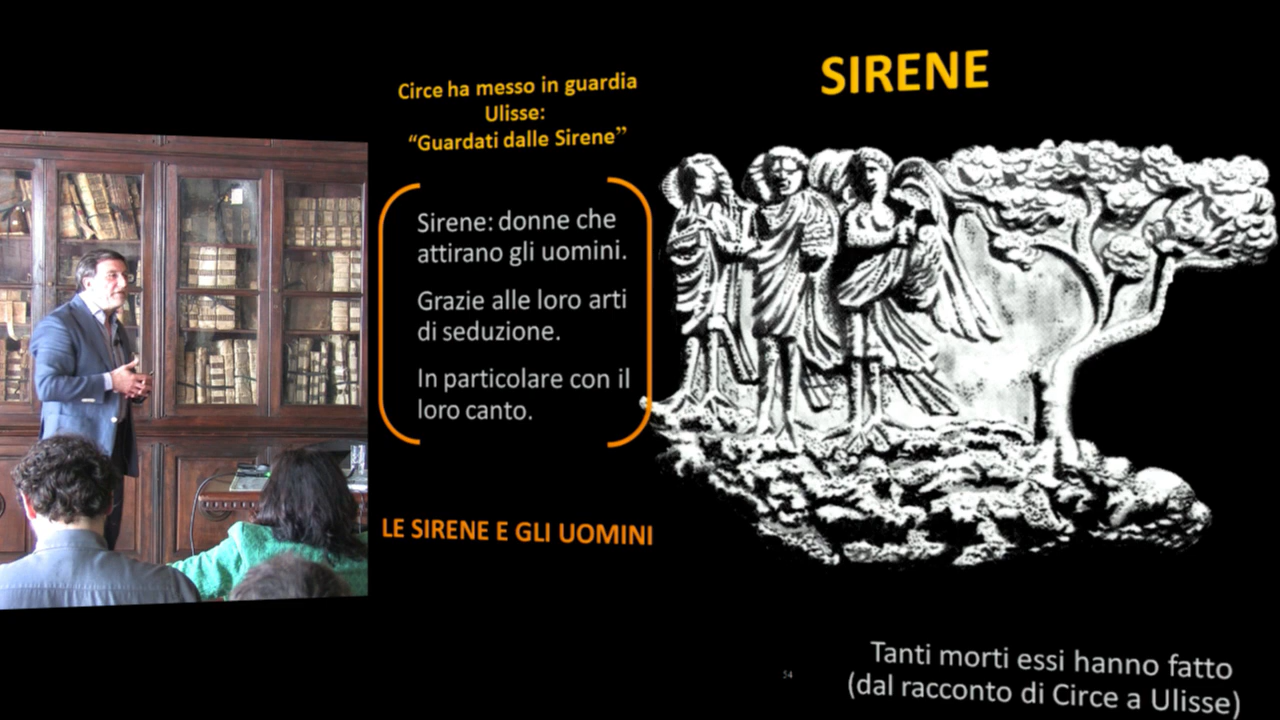 SIRENE
Circe ha messo in guardia
Ulisse:
“Guardati dalle Sirene”
Sirene: donne che
attirano gli uomini.
Grazie alle loro arti
di seduzione.
In particolare con il
loro canto.
LE SIRENE E GLI UOMINI
Tanti morti essi hanno fatto
(dal racconto di Circe a Ulisse)
54